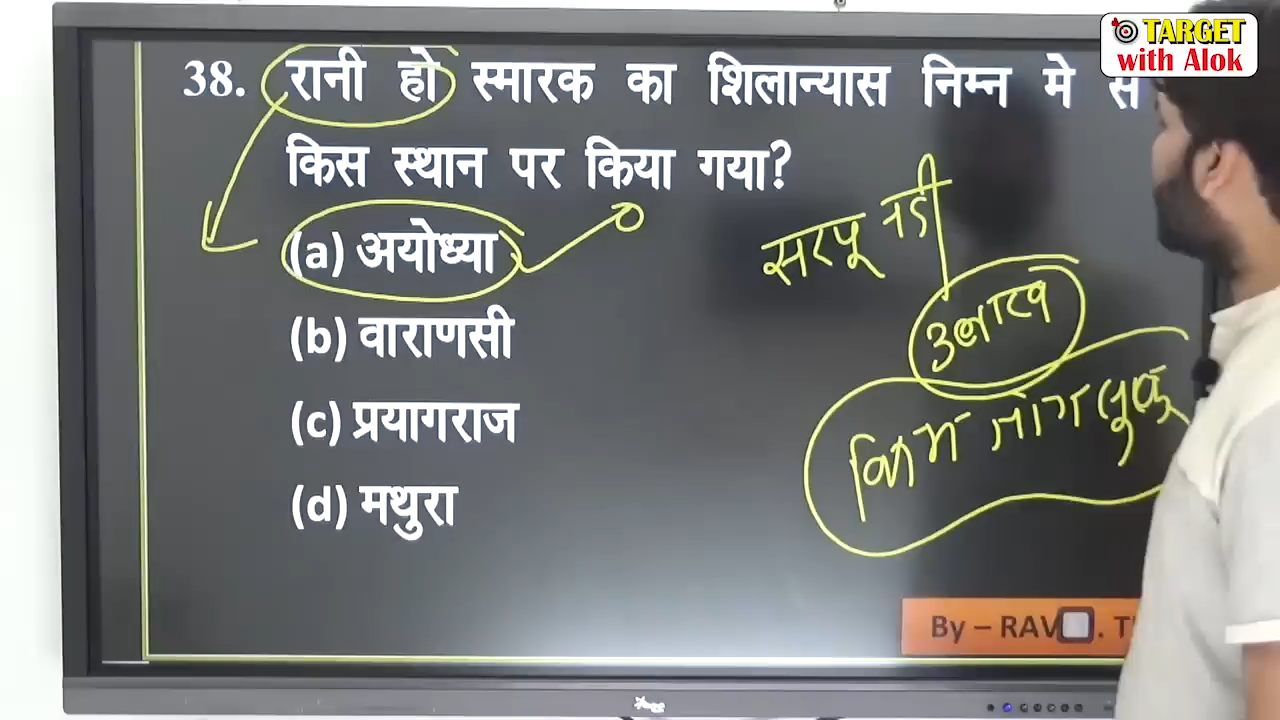 TARGET
with Alok
38. रानी हो स्मारक का शिलान्यास निम्न मे से
किस स्थान पर किया गया?
(a) अयोध्या
(b) वाराणसी
(c) प्रयागराज
(d) मथुरा
सरयू नदी
By – RAV